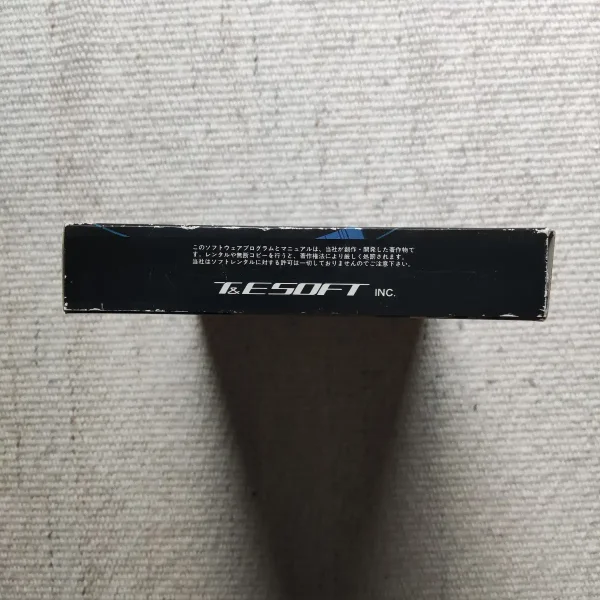 このソフトウェアプログラムとマニュアルは、当社が創作・開発した著作物で
す。レンタルや無断コピーを行うと、著作権法により厳しく処罰されます。
当社はソフトレンタルに対する許可は一切しておりませんのでご注意下さい。
T&E SOFT INC.